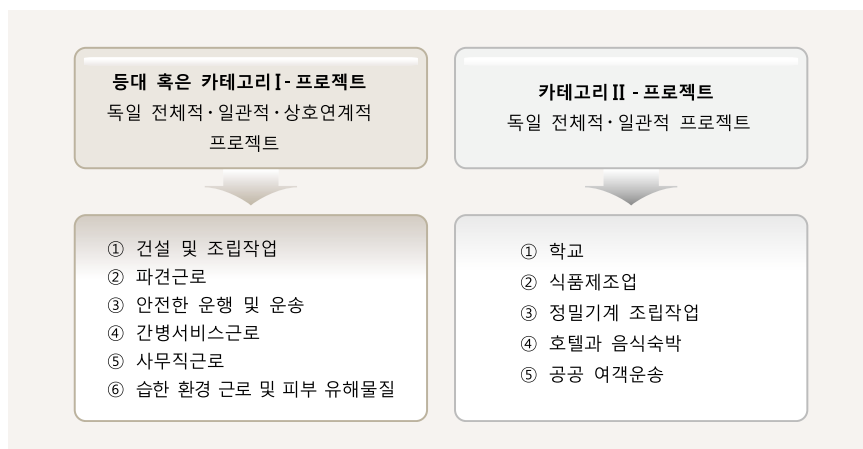 등대 혹은 카테고리Ⅰ- 프로젝트
독일 전체적·일관적·상호연계적
프로젝트
① 건설 및 조립작업
② 파견근로
③ 안전한 운행 및 운송
④ 간병서비스근로
⑤ 사무직근로
⑥ 습한 환경 근로 및 피부 유해물질
카테고리Ⅱ - 프로젝트
독일 전체적·일관적 프로젝트
① 학교
② 식품제조업
③ 정밀기계 조립작업
④ 호텔과 음식숙박
⑤ 공공 여객운송